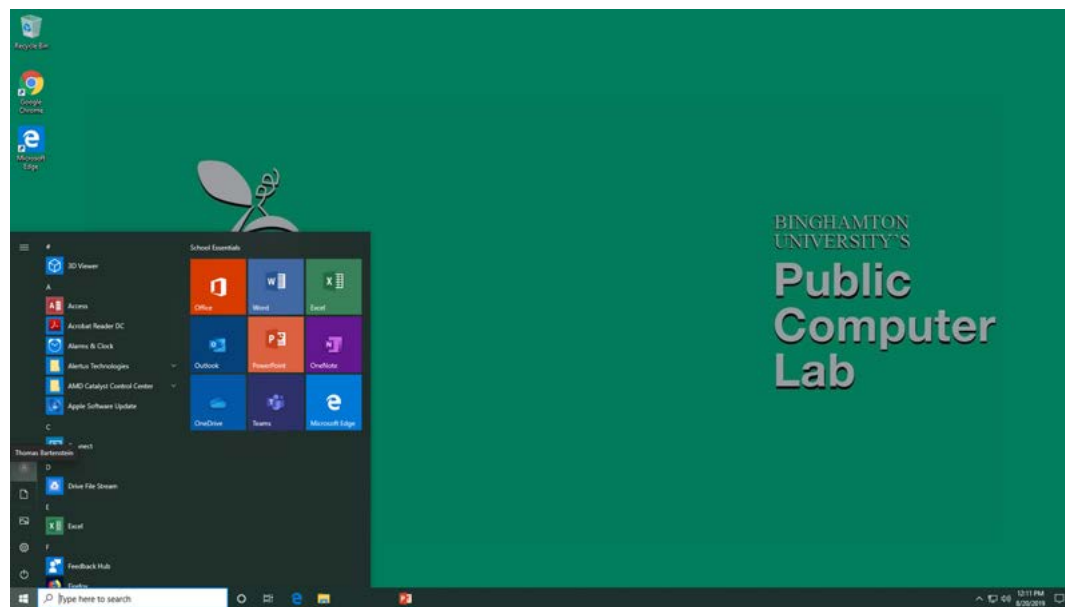 Recycle Bin
Google
Chrome
Microsoft
Edge
BINGHAMTON
UNIVERSITY'S
Public
Computer
Lab
#
3D Viewer
A
Access
Acrobat Reader DC
Alarms & Clock
Alertus Technologies
AMD Catalyst Control Center
Apple Software Update
C
Thomas Bartenstein
D
Drive File Stream
E
Excel
F
Feedback Hub
School Essentials
Office
Word
Excel
Outlook
PowerPoint
OneNote
OneDrive
Teams
Microsoft Edge
Type here to search
12:11 PM
8/20/2019